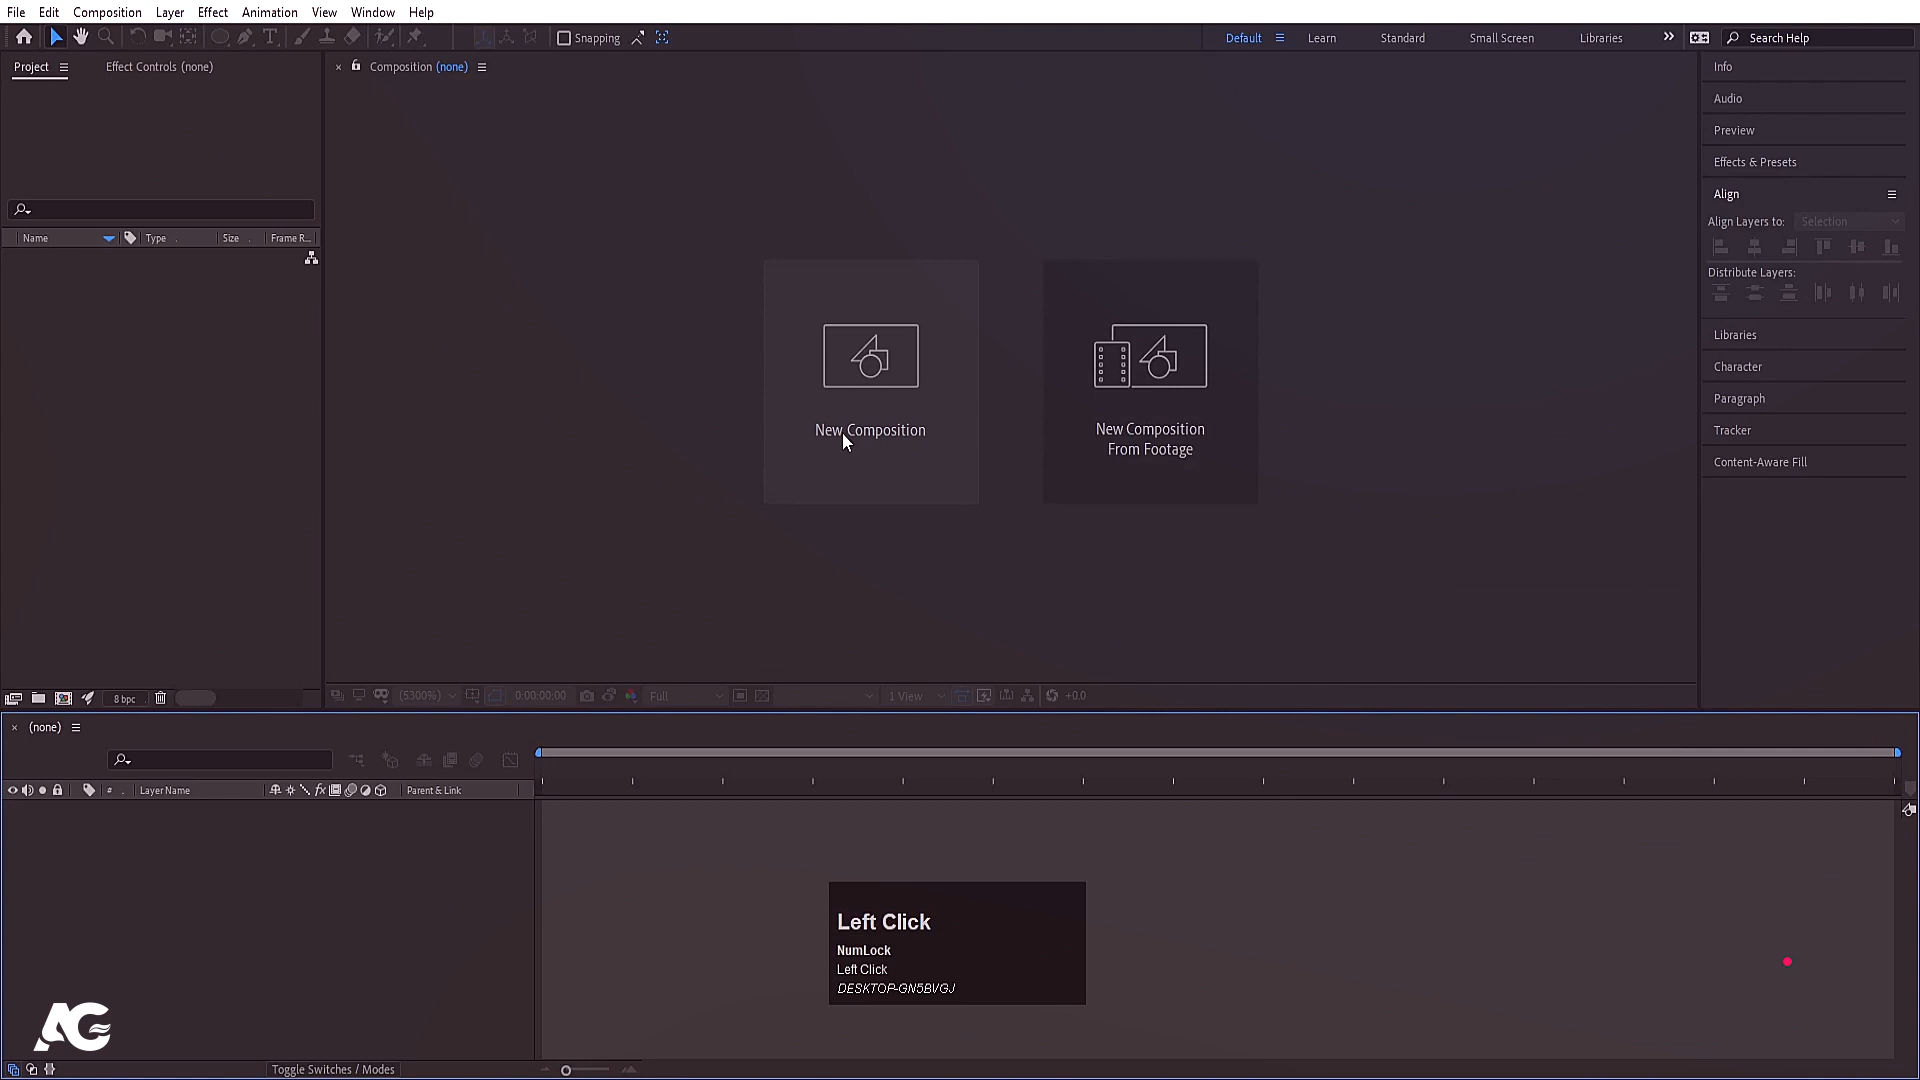 File Edit Composition Layer Effect Animation View Window Help
Snapping
Default Learn Standard Small Screen Libraries Search Help
Project Effect Controls (none)
Composition (none)
Name Type Size Frame R...
New Composition
New Composition
From Footage
Info
Audio
Preview
Effects & Presets
Align
Align Layers to: Selection
Distribute Layers:
Libraries
Character
Paragraph
Tracker
Content-Aware Fill
8 bpc
(5300%) 0:00:00:00 Full 1 View +0.0
(none)
# Layer Name fx Parent & Link
Left Click
NumLock
Left Click
DESKTOP-GN5BVGJ
AG
Toggle Switches / Modes